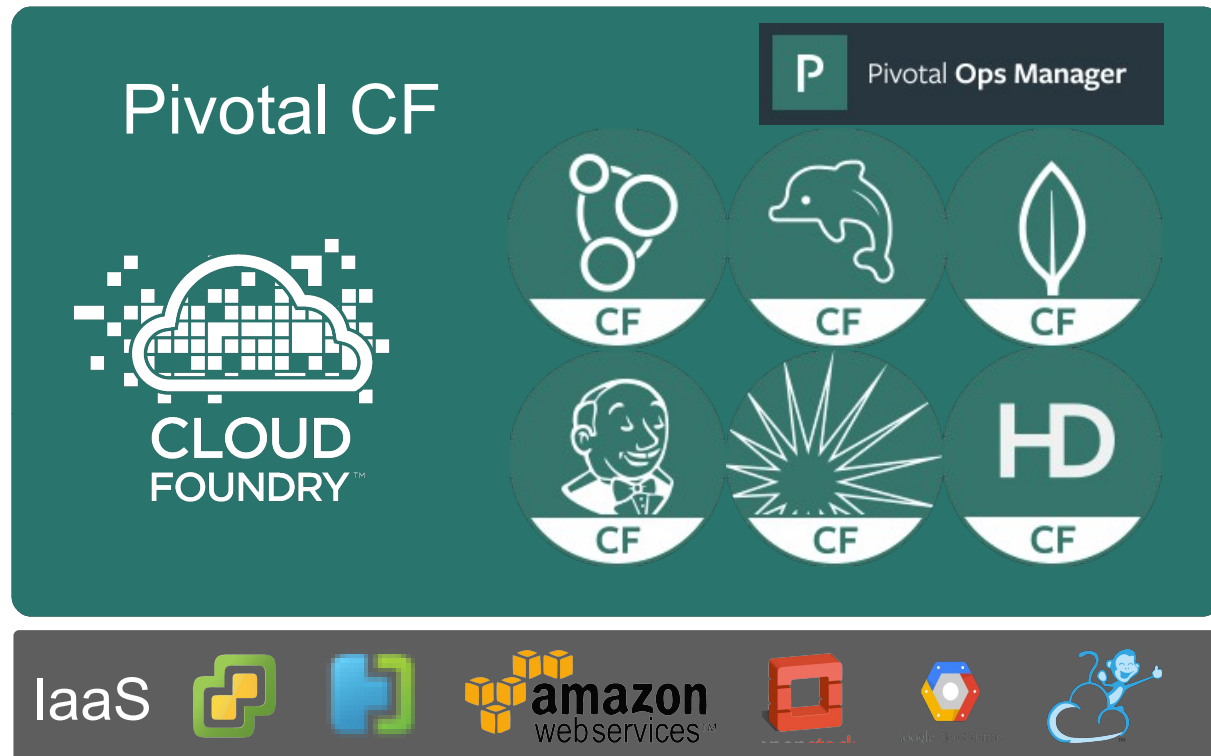 Pivotal CF
P Pivotal Ops Manager
CLOUD
FOUNDRY™
CF CF CF
HD
CF CF CF
IaaS
amazon
webservices™